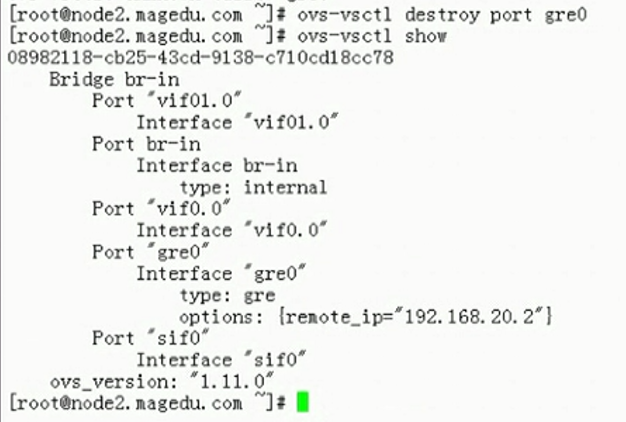 [root@node2.magedu.com ~]# ovs-vsctl destroy port gre0
[root@node2.magedu.com ~]# ovs-vsctl show
08982118-cb25-43cd-9138-c710cd18cc78
    Bridge br-in
        Port "vif01.0"
            Interface "vif01.0"
        Port br-in
            Interface br-in
                type: internal
        Port "vif0.0"
            Interface "vif0.0"
        Port "gre0"
            Interface "gre0"
                type: gre
                options: {remote_ip="192.168.20.2"}
        Port "sif0"
            Interface "sif0"
    ovs_version: "1.11.0"
[root@node2.magedu.com ~]#